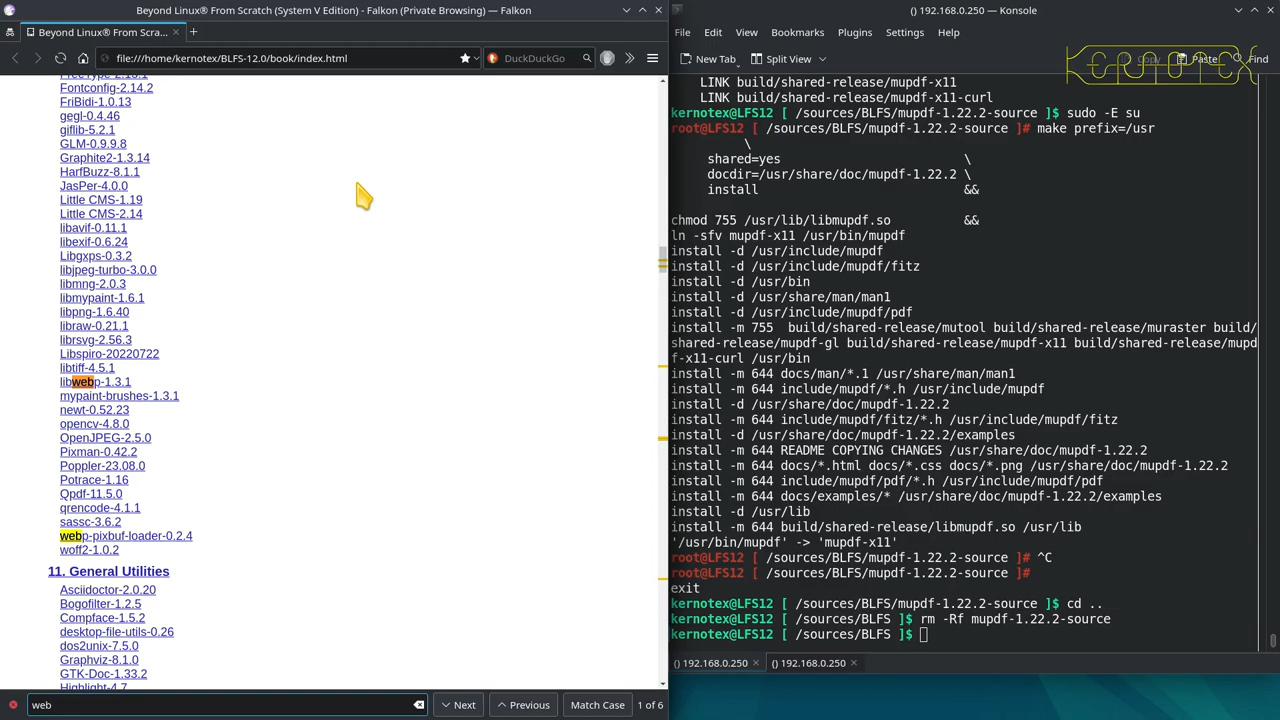 Beyond Linux® From Scratch (System V Edition) - Falkon (Private Browsing) — Falkon
Beyond Linux® From Scra...
file:///home/kernotex/BLFS-12.0/book/index.html
DuckDuckGo
Fontconfig-2.14.2
FriBidi-1.0.13
gegl-0.4.46
giflib-5.2.1
GLM-0.9.9.8
Graphite2-1.3.14
HarfBuzz-8.1.1
JasPer-4.0.0
Little CMS-1.19
Little CMS-2.14
libavif-0.11.1
libexif-0.6.24
Libgxps-0.3.2
libjpeg-turbo-3.0.0
libmng-2.0.3
libmypaint-1.6.1
libpng-1.6.40
libraw-0.21.1
librsvg-2.56.3
Libspiro-20220722
libtiff-4.5.1
libwebp-1.3.1
mypaint-brushes-1.3.1
newt-0.52.23
opencv-4.8.0
OpenJPEG-2.5.0
Pixman-0.42.2
Poppler-23.08.0
Potrace-1.16
Qpdf-11.5.0
qrencode-4.1.1
sassc-3.6.2
webp-pixbuf-loader-0.2.4
woff2-1.0.2
11. General Utilities
Asciidoctor-2.0.20
Bogofilter-1.2.5
Compface-1.5.2
desktop-file-utils-0.26
dos2unix-7.5.0
Graphviz-8.1.0
GTK-Doc-1.33.2
Highlight-4.7
web
Next
Previous
Match Case
1 of 6
() 192.168.0.250 — Konsole
File Edit View Bookmarks Plugins Settings Help
New Tab Split View Copy Paste Find
KERNOTEX
LINK build/shared-release/mupdf-x11
LINK build/shared-release/mupdf-x11-curl
kernotex@LFS12 [ /sources/BLFS/mupdf-1.22.2-source ]$ sudo -E su
root@LFS12 [ /sources/BLFS/mupdf-1.22.2-source ]# make prefix=/usr
\
shared=yes \
docdir=/usr/share/doc/mupdf-1.22.2 \
install &&
chmod 755 /usr/lib/libmupdf.so &&
ln -sfv mupdf-x11 /usr/bin/mupdf
install -d /usr/include/mupdf
install -d /usr/include/mupdf/fitz
install -d /usr/bin
install -d /usr/share/man/man1
install -d /usr/include/mupdf/pdf
install -m 755  build/shared-release/mutool build/shared-release/muraster build/
shared-release/mupdf-gl build/shared-release/mupdf-x11 build/shared-release/mupd
f-x11-curl /usr/bin
install -m 644 docs/man/*.1 /usr/share/man/man1
install -m 644 include/mupdf/*.h /usr/include/mupdf
install -d /usr/share/doc/mupdf-1.22.2
install -m 644 include/mupdf/fitz/*.h /usr/include/mupdf/fitz
install -d /usr/share/doc/mupdf-1.22.2/examples
install -m 644 README COPYING CHANGES /usr/share/doc/mupdf-1.22.2
install -m 644 docs/*.html docs/*.css docs/*.png /usr/share/doc/mupdf-1.22.2
install -m 644 include/mupdf/pdf/*.h /usr/include/mupdf/pdf
install -m 644 docs/examples/* /usr/share/doc/mupdf-1.22.2/examples
install -d /usr/lib
install -m 644 build/shared-release/libmupdf.so /usr/lib
'/usr/bin/mupdf' -> 'mupdf-x11'
root@LFS12 [ /sources/BLFS/mupdf-1.22.2-source ]# ^C
root@LFS12 [ /sources/BLFS/mupdf-1.22.2-source ]#
exit
kernotex@LFS12 [ /sources/BLFS/mupdf-1.22.2-source ]$ cd ..
kernotex@LFS12 [ /sources/BLFS ]$ rm -Rf mupdf-1.22.2-source
kernotex@LFS12 [ /sources/BLFS ]$
() 192.168.0.250
() 192.168.0.250